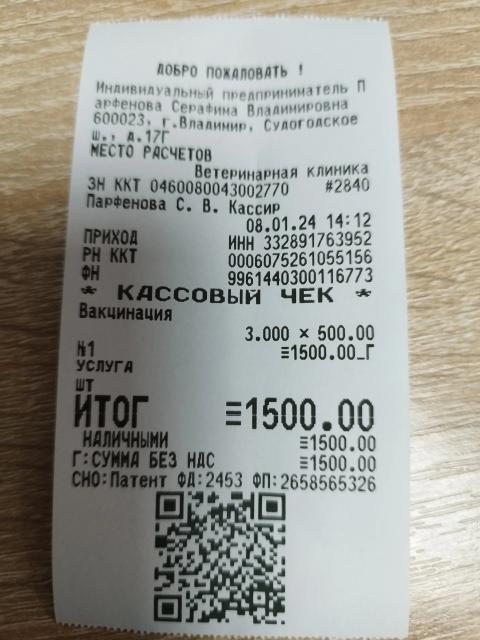 ДОБРО ПОЖАЛОВАТЬ !
Индивидуальный предприниматель П
арфенова Серафина Владимировна
600023, г.Владимир, Судогодское
ш., д.17Г
МЕСТО РАСЧЕТОВ
Ветеринарная клиника
ЗН ККТ 0460080043002770 #2840
Парфенова С. В. Кассир
08.01.24 14:12
ПРИХОД ИНН 332891763952
РН ККТ 0006075261055156
ФН 9961440300116773
* КАССОВЫЙ ЧЕК *
Вакцинация
3.000 × 500.00
№1 ≡1500.00_Г
УСЛУГА
ШТ
ИТОГ ≡1500.00
НАЛИЧНЫМИ ≡1500.00
Г:СУММА БЕЗ НДС ≡1500.00
СНО:Патент ФД:2453 ФП:2658565326